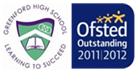 GREENFORD HIGH SCHOOL
LEARNING TO SUCCEED
Ofsted
Outstanding
2011|2012